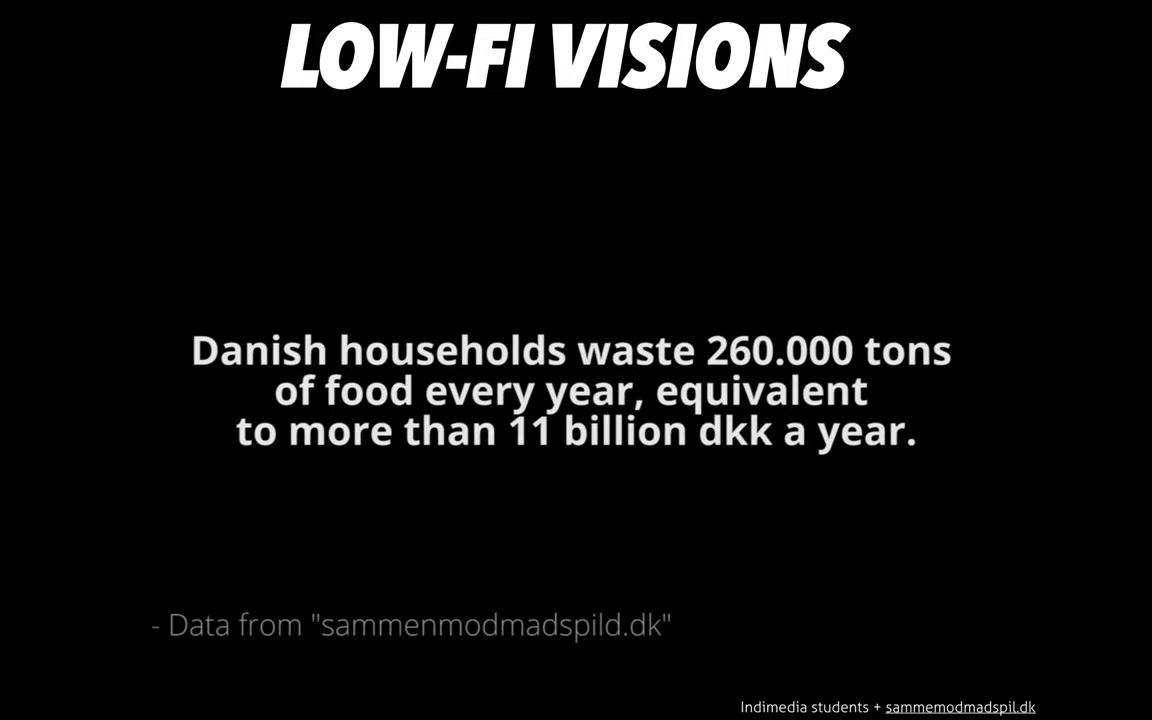 LOW-FI VISIONS
Danish households waste 260.000 tons
of food every year, equivalent
to more than 11 billion dkk a year.
- Data from "sammenmodmadspild.dk"
Indimedia students + sammemodmadspil.dk